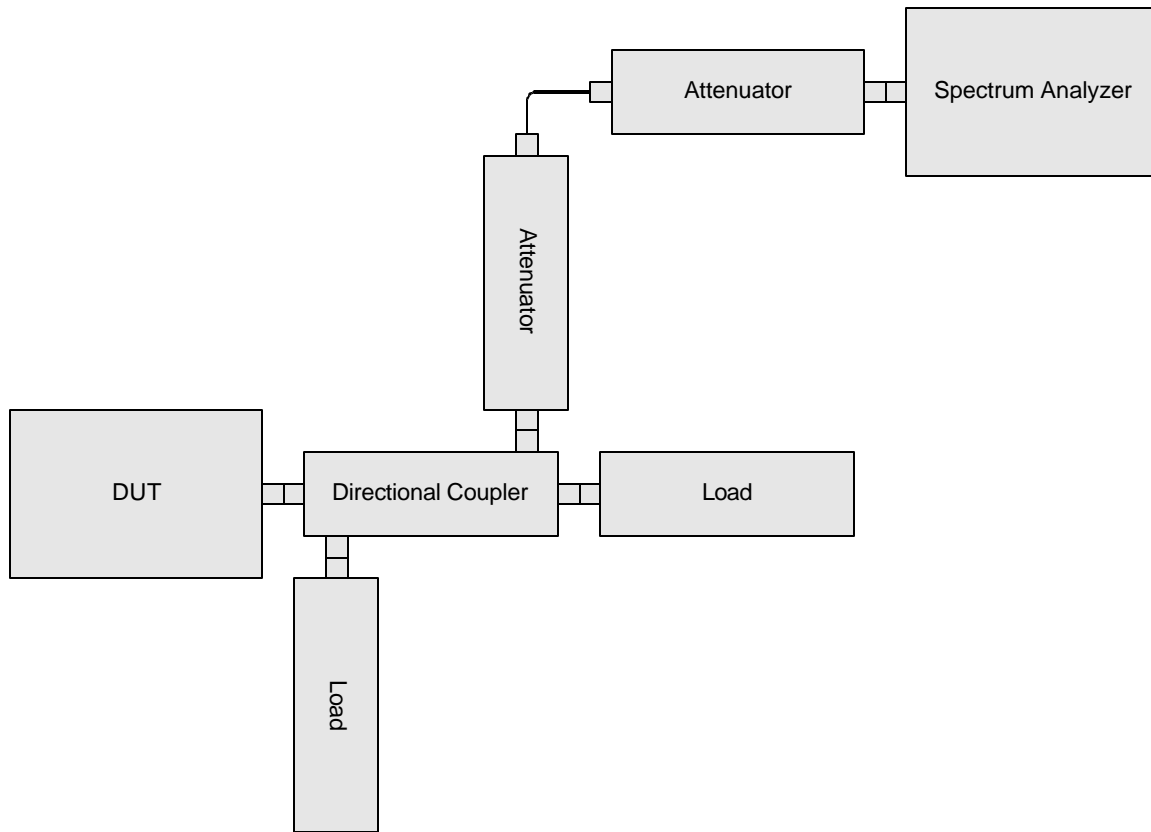 Attenuator
Spectrum Analyzer
Attenuator
DUT
Directional Coupler
Load
Load